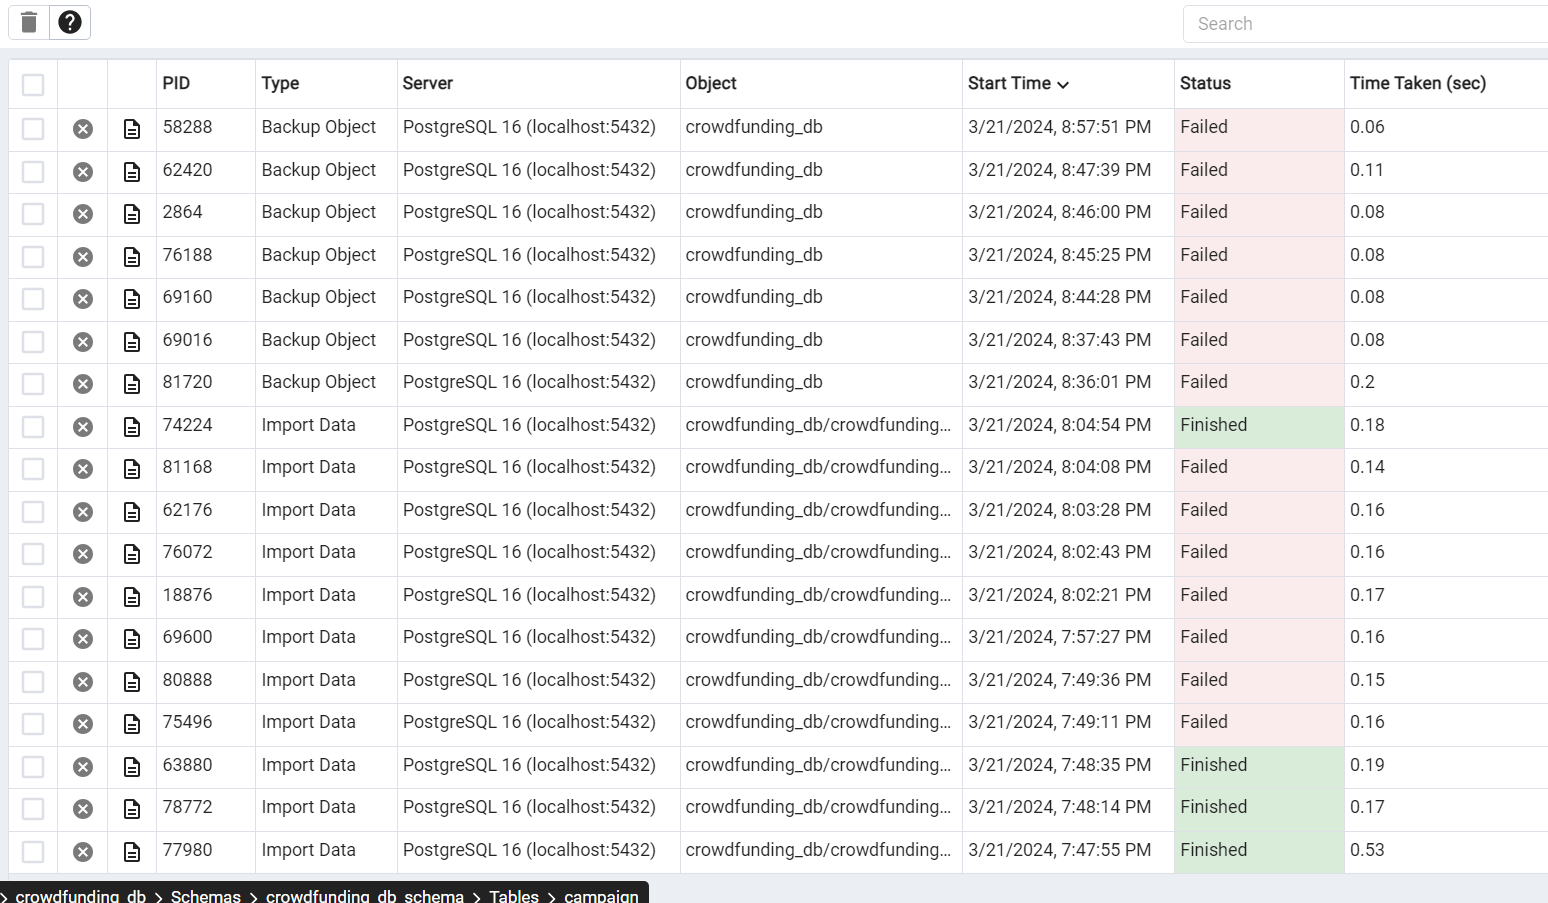 Search
PID Type Server Object Start Time Status Time Taken (sec)
58288 Backup Object PostgreSQL 16 (localhost:5432) crowdfunding_db 3/21/2024, 8:57:51 PM Failed 0.06
62420 Backup Object PostgreSQL 16 (localhost:5432) crowdfunding_db 3/21/2024, 8:47:39 PM Failed 0.11
2864 Backup Object PostgreSQL 16 (localhost:5432) crowdfunding_db 3/21/2024, 8:46:00 PM Failed 0.08
76188 Backup Object PostgreSQL 16 (localhost:5432) crowdfunding_db 3/21/2024, 8:45:25 PM Failed 0.08
69160 Backup Object PostgreSQL 16 (localhost:5432) crowdfunding_db 3/21/2024, 8:44:28 PM Failed 0.08
69016 Backup Object PostgreSQL 16 (localhost:5432) crowdfunding_db 3/21/2024, 8:37:43 PM Failed 0.08
81720 Backup Object PostgreSQL 16 (localhost:5432) crowdfunding_db 3/21/2024, 8:36:01 PM Failed 0.2
74224 Import Data PostgreSQL 16 (localhost:5432) crowdfunding_db/crowdfunding... 3/21/2024, 8:04:54 PM Finished 0.18
81168 Import Data PostgreSQL 16 (localhost:5432) crowdfunding_db/crowdfunding... 3/21/2024, 8:04:08 PM Failed 0.14
62176 Import Data PostgreSQL 16 (localhost:5432) crowdfunding_db/crowdfunding... 3/21/2024, 8:03:28 PM Failed 0.16
76072 Import Data PostgreSQL 16 (localhost:5432) crowdfunding_db/crowdfunding... 3/21/2024, 8:02:43 PM Failed 0.16
18876 Import Data PostgreSQL 16 (localhost:5432) crowdfunding_db/crowdfunding... 3/21/2024, 8:02:21 PM Failed 0.17
69600 Import Data PostgreSQL 16 (localhost:5432) crowdfunding_db/crowdfunding... 3/21/2024, 7:57:27 PM Failed 0.16
80888 Import Data PostgreSQL 16 (localhost:5432) crowdfunding_db/crowdfunding... 3/21/2024, 7:49:36 PM Failed 0.15
75496 Import Data PostgreSQL 16 (localhost:5432) crowdfunding_db/crowdfunding... 3/21/2024, 7:49:11 PM Failed 0.16
63880 Import Data PostgreSQL 16 (localhost:5432) crowdfunding_db/crowdfunding... 3/21/2024, 7:48:35 PM Finished 0.19
78772 Import Data PostgreSQL 16 (localhost:5432) crowdfunding_db/crowdfunding... 3/21/2024, 7:48:14 PM Finished 0.17
77980 Import Data PostgreSQL 16 (localhost:5432) crowdfunding_db/crowdfunding... 3/21/2024, 7:47:55 PM Finished 0.53
> crowdfunding_db > Schemas > crowdfunding_db_schema > Tables > campaign